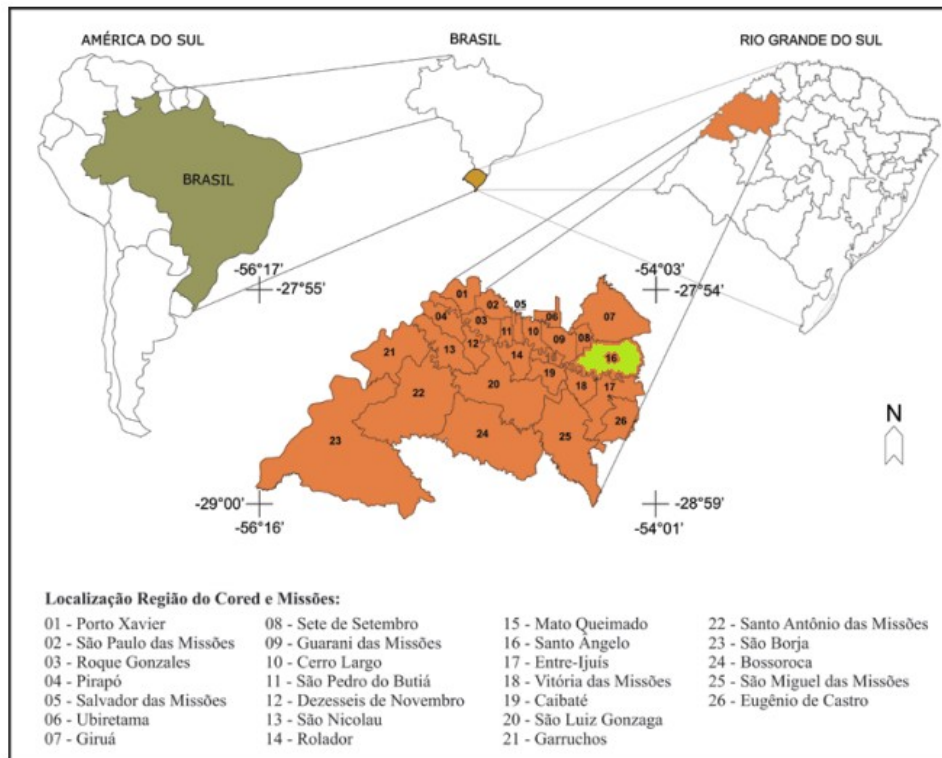 AMÉRICA DO SUL
BRASIL
RIO GRANDE DO SUL
BRASIL
-56°17'
-27°55'
-54°03'
-27°54'
01
02
05
04
03
06
07
11
10
09
08
21
13
12
14
15
16
19
18
17
22
20
23
24
25
26
N
-29°00'
-56°16'
-28°59'
-54°01'
Localização Região do Cored e Missões:
01 - Porto Xavier
02 - São Paulo das Missões
03 - Roque Gonzales
04 - Pirapó
05 - Salvador das Missões
06 - Ubiretama
07 - Giruá
08 - Sete de Setembro
09 - Guarani das Missões
10 - Cerro Largo
11 - São Pedro do Butiá
12 - Dezesseis de Novembro
13 - São Nicolau
14 - Rolador
15 - Mato Queimado
16 - Santo Ângelo
17 - Entre-Ijuís
18 - Vitória das Missões
19 - Caibaté
20 - São Luiz Gonzaga
21 - Garruchos
22 - Santo Antônio das Missões
23 - São Borja
24 - Bossoroca
25 - São Miguel das Missões
26 - Eugênio de Castro